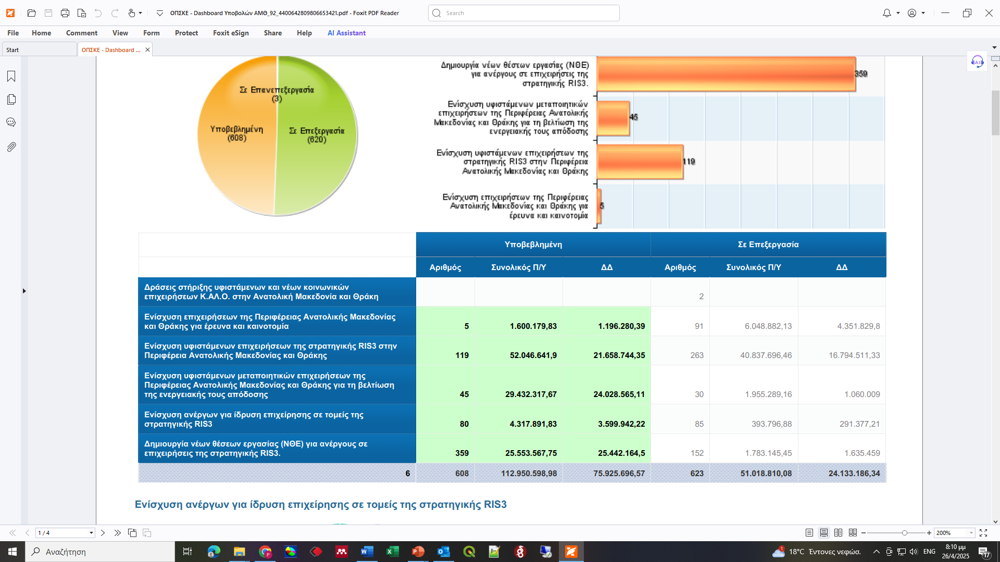 ΟΠΣΚΕ - Dashboard Υποβολών ΑΜΘ_92_4400642809806653421.pdf - Foxit PDF Reader
Search
File Home Comment View Form Protect Foxit eSign Share Help AI Assistant
Start
ΟΠΣΚΕ - Dashboard ...
AI
Σε Επανεπεξεργασία
(3)
Υποβεβλημένη
(608)
Σε Επεξεργασία
(620)
Δημιουργία νέων θέσεων εργασίας (ΝΘΕ)
για ανέργους σε επιχειρήσεις της
στρατηγικής RIS3.
359
Ενίσχυση υφιστάμενων μεταποιητικών
επιχειρήσεων της Περιφέρειας Ανατολικής
Μακεδονίας και Θράκης για τη βελτίωση της
ενεργειακής τους απόδοσης
45
Ενίσχυση υφιστάμενων επιχειρήσεων της
στρατηγικής RIS3 στην Περιφέρεια
Ανατολικής Μακεδονίας και Θράκης
119
Ενίσχυση επιχειρήσεων της Περιφέρειας
Ανατολικής Μακεδονίας και Θράκης για
έρευνα και καινοτομία
5
Υποβεβλημένη Σε Επεξεργασία
Αριθμός Συνολικός Π/Υ ΔΔ Αριθμός Συνολικός Π/Υ ΔΔ
Δράσεις στήριξης υφιστάμενων και νέων κοινωνικών
επιχειρήσεων Κ.ΑΛ.Ο. στην Ανατολική Μακεδονία και Θράκη
2
Ενίσχυση επιχειρήσεων της Περιφέρειας Ανατολικής Μακεδονίας
και Θράκης για έρευνα και καινοτομία
5 1.600.179,83 1.196.280,39 91 6.048.882,13 4.351.829,8
Ενίσχυση υφιστάμενων επιχειρήσεων της στρατηγικής RIS3 στην
Περιφέρεια Ανατολικής Μακεδονίας και Θράκης
119 52.046.641,9 21.658.744,35 263 40.837.696,46 16.794.511,33
Ενίσχυση υφιστάμενων μεταποιητικών επιχειρήσεων της
Περιφέρειας Ανατολικής Μακεδονίας και Θράκης για τη βελτίωση
της ενεργειακής τους απόδοσης
45 29.432.317,67 24.028.565,11 30 1.955.289,16 1.060.009
Ενίσχυση ανέργων για ίδρυση επιχείρησης σε τομείς της
στρατηγικής RIS3
80 4.317.891,83 3.599.942,22 85 393.796,88 291.377,21
Δημιουργία νέων θέσεων εργασίας (ΝΘΕ) για ανέργους σε
επιχειρήσεις της στρατηγικής RIS3.
359 25.553.567,75 25.442.164,5 152 1.783.145,45 1.635.459
6 608 112.950.598,98 75.925.696,57 623 51.018.810,08 24.133.186,34
Ενίσχυση ανέργων για ίδρυση επιχείρησης σε τομείς της στρατηγικής RIS3
1 / 4
200%
Αναζήτηση
1
18°C Έντονες νεφώσ.
ENG
8:10 μμ
26/4/2025
17